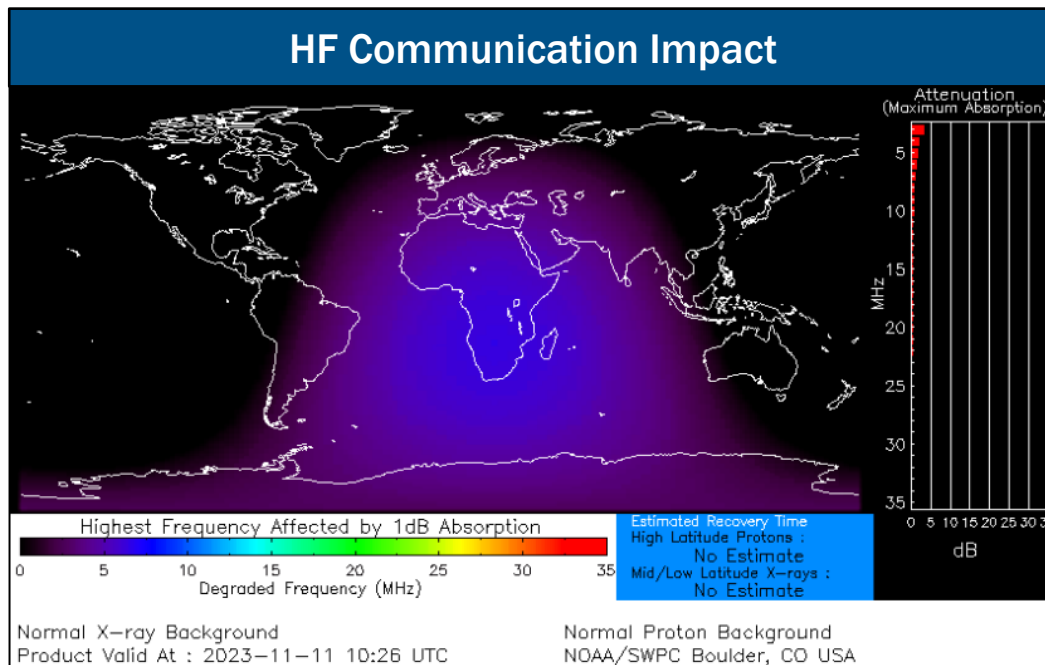 HF Communication Impact
Attenuation
(Maximum Absorption)
5
10
15
20
25
30
35
MHz
0 5 10 15 20 25 30 3
dB
Highest Frequency Affected by 1dB Absorption
0 5 10 15 20 25 30 35
Degraded Frequency (MHz)
Estimated Recovery Time
High Latitude Protons :
No Estimate
Mid/Low Latitude X-rays :
No Estimate
Normal X-ray Background
Product Valid At : 2023-11-11 10:26 UTC
Normal Proton Background
NOAA/SWPC Boulder, CO USA